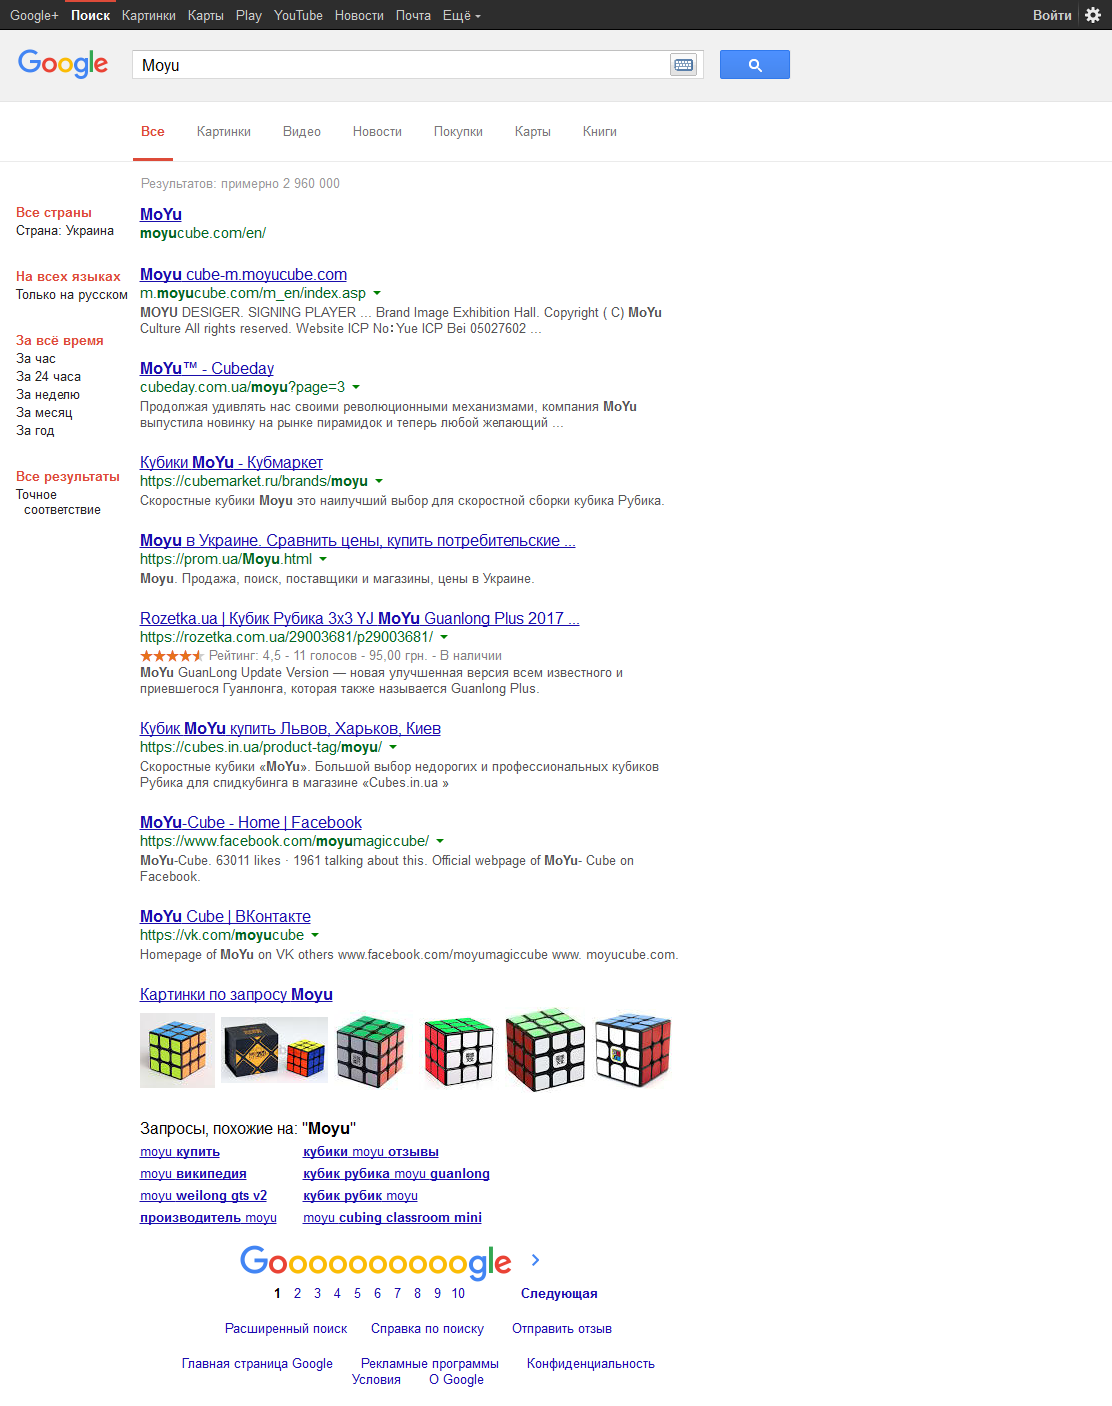 Google+ Поиск Картинки Карты Play YouTube Новости Почта Ещё Войти
Google Moyu
Все Картинки Видео Новости Покупки Карты Книги
Результатов: примерно 2 960 000
Все страны
Страна: Украина
На всех языках
Только на русском
За всё время
За час
За 24 часа
За неделю
За месяц
За год
Все результаты
Точное
соответствие
MoYu
moyucube.com/en/
Moyu cube-m.moyucube.com
m.moyucube.com/m_en/index.asp
MOYU DESIGER. SIGNING PLAYER ... Brand Image Exhibition Hall. Copyright ( C) MoYu
Culture All rights reserved. Website ICP No：Yue ICP Bei 05027602 ...
MoYu™ - Cubeday
cubeday.com.ua/moyu?page=3
Продолжая удивлять нас своими революционными механизмами, компания MoYu
выпустила новинку на рынке пирамидок и теперь любой желающий ...
Кубики MoYu - Кубмаркет
https://cubemarket.ru/brands/moyu
Скоростные кубики Moyu это наилучший выбор для скоростной сборки кубика Рубика.
Moyu в Украине. Сравнить цены, купить потребительские ...
https://prom.ua/Moyu.html
Moyu. Продажа, поиск, поставщики и магазины, цены в Украине.
Rozetka.ua | Кубик Рубика 3x3 YJ MoYu Guanlong Plus 2017 ...
https://rozetka.com.ua/29003681/p29003681/
Рейтинг: 4,5 - 11 голосов - 95,00 грн. - В наличии
MoYu GuanLong Update Version — новая улучшенная версия всем известного и
приевшегося Гуанлонга, которая также называется Guanlong Plus.
Кубик MoYu купить Львов, Харьков, Киев
https://cubes.in.ua/product-tag/moyu/
Скоростные кубики «MoYu». Большой выбор недорогих и профессиональных кубиков
Рубика для спидкубинга в магазине «Cubes.in.ua »
MoYu-Cube - Home | Facebook
https://www.facebook.com/moyumagiccube/
MoYu-Cube. 63011 likes · 1961 talking about this. Official webpage of MoYu- Cube on
Facebook.
MoYu Cube | ВКонтакте
https://vk.com/moyucube
Homepage of MoYu on VK others www.facebook.com/moyumagiccube www. moyucube.com.
Картинки по запросу Moyu
Запросы, похожие на: "Moyu"
moyu купить кубики moyu отзывы
moyu википедия кубик рубика moyu guanlong
moyu weilong gts v2 кубик рубик moyu
производитель moyu moyu cubing classroom mini
Goooooooooogle
1 2 3 4 5 6 7 8 9 10 Следующая
Расширенный поиск Справка по поиску Отправить отзыв
Главная страница Google Рекламные программы Конфиденциальность
Условия О Google